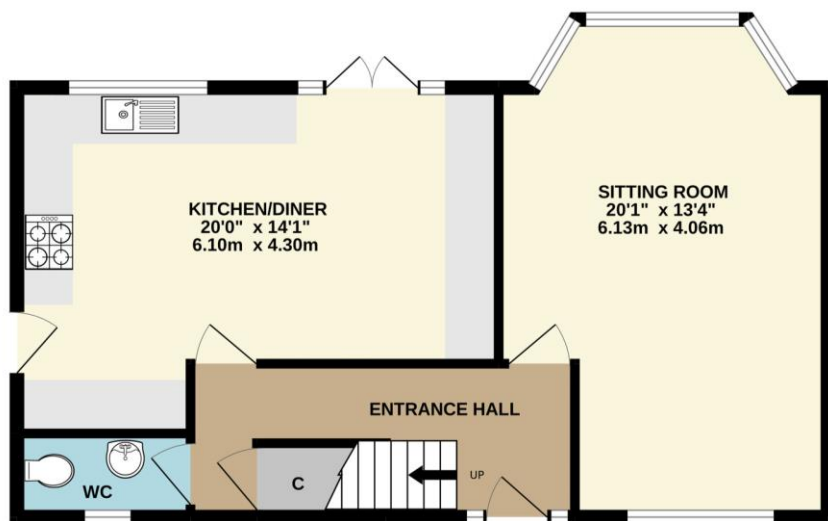 KITCHEN/DINER
20'0" x 14'1"
6.10m x 4.30m
SITTING ROOM
20'1" x 13'4"
6.13m x 4.06m
ENTRANCE HALL
WC
C
UP